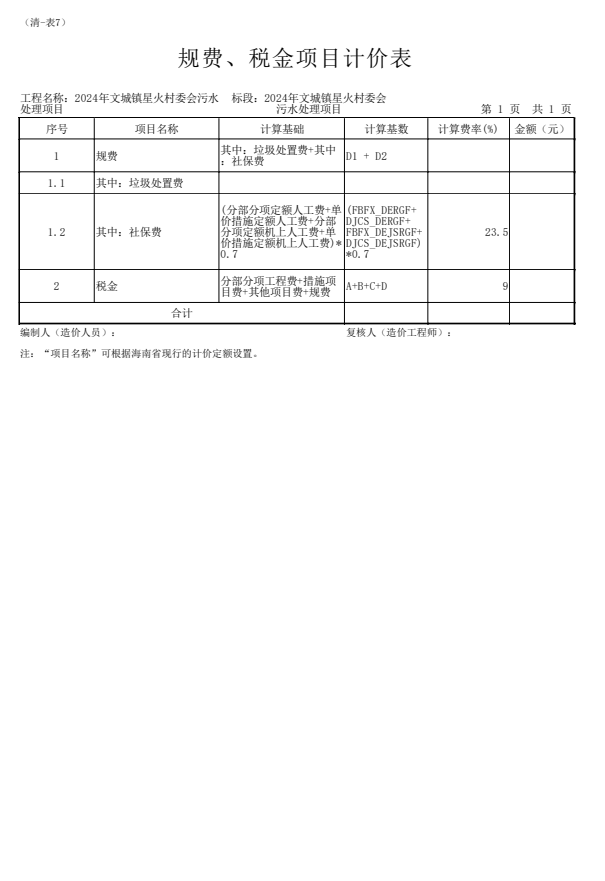 （清-表7）
规费、税金项目计价表
工程名称：2024年文城镇星火村委会污水 标段：2024年文城镇星火村委会
处理项目 污水处理项目 第 1 页 共 1 页
序号 项目名称 计算基础 计算基数 计算费率(%) 金额（元）
1 规费 其中：垃圾处置费+其中 D1 + D2
：社保费
1.1 其中：垃圾处置费
(分部分项定额人工费+单 (FBFX_DERGF+
价措施定额人工费+分部 DJCS_DERGF+
1.2 其中：社保费 分项定额机上人工费+单 FBFX_DEJSRGF+ 23.5
价措施定额机上人工费)* DJCS_DEJSRGF)
0.7 *0.7
2 税金 分部分项工程费+措施项 A+B+C+D 9
目费+其他项目费+规费
合计
编制人（造价人员）： 复核人（造价工程师）：
注：“项目名称”可根据海南省现行的计价定额设置。